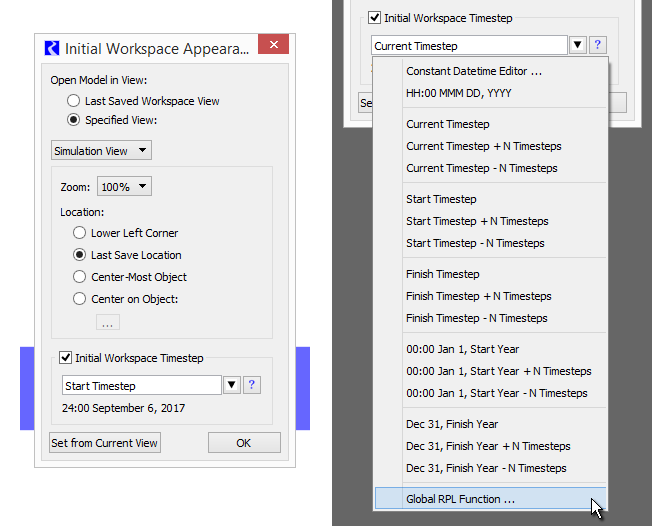 Initial Workspace Appeara...
Open Model in View:
Last Saved Workspace View
Specified View:
Simulation View
Zoom: 100%
Location:
Lower Left Corner
Last Save Location
Center-Most Object
Center on Object:
...
Initial Workspace Timestep
Start Timestep
?
24:00 September 6, 2017
Set from Current View
OK
Initial Workspace Timestep
Current Timestep
?
Se
Constant Datetime Editor ...
HH:00 MMM DD, YYYY
Current Timestep
Current Timestep + N Timesteps
Current Timestep - N Timesteps
Start Timestep
Start Timestep + N Timesteps
Start Timestep - N Timesteps
Finish Timestep
Finish Timestep + N Timesteps
Finish Timestep - N Timesteps
00:00 Jan 1, Start Year
00:00 Jan 1, Start Year + N Timesteps
00:00 Jan 1, Start Year - N Timesteps
Dec 31, Finish Year
Dec 31, Finish Year + N Timesteps
Dec 31, Finish Year - N Timesteps
Global RPL Function ...